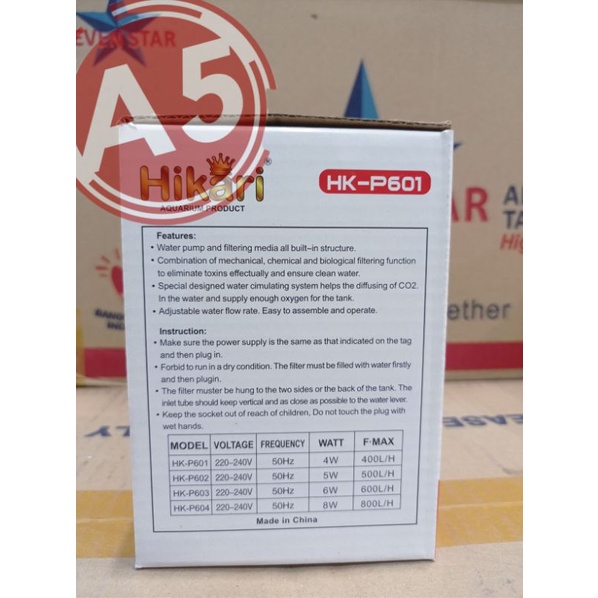 EVEN STAR
A5
Hikari®
AQUARIUM PRODUCT
HK-P601
Features:
• Water pump and filtering media all built-in structure.
• Combination of mechanical, chemical and biological filtering function
to eliminate toxins effectually and ensure clean water.
• Special designed water cimulating system helps the diffusing of CO2.
In the water and supply enough oxygen for the tank.
• Adjustable water flow rate. Easy to assemble and operate.
Instruction:
• Make sure the power supply is the same as that indicated on the tag
and then plug in.
• Forbid to run in a dry condition. The filter must be filled with water firstly
and then plugin.
• The filter muster be hung to the two sides or the back of the tank. The
inlet tube should keep vertical and as close as possible to the water lever.
• Keep the socket out of reach of children, Do not touch the plug with
wet hands.
MODEL VOLTAGE FREQUENCY WATT F·MAX
HK-P601 220-240V 50Hz 4W 400L/H
HK-P602 220-240V 50Hz 5W 500L/H
HK-P603 220-240V 50Hz 6W 600L/H
HK-P604 220-240V 50Hz 8W 800L/H
Made in China
AR
ether
EASE